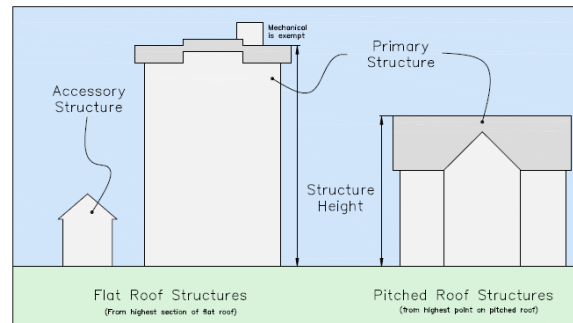 Mechanical
is exempt
Primary
Structure
Accessory
Structure
Structure
Height
Flat Roof Structures
(From highest section of flat roof)
Pitched Roof Structures
(from highest point on pitched roof)